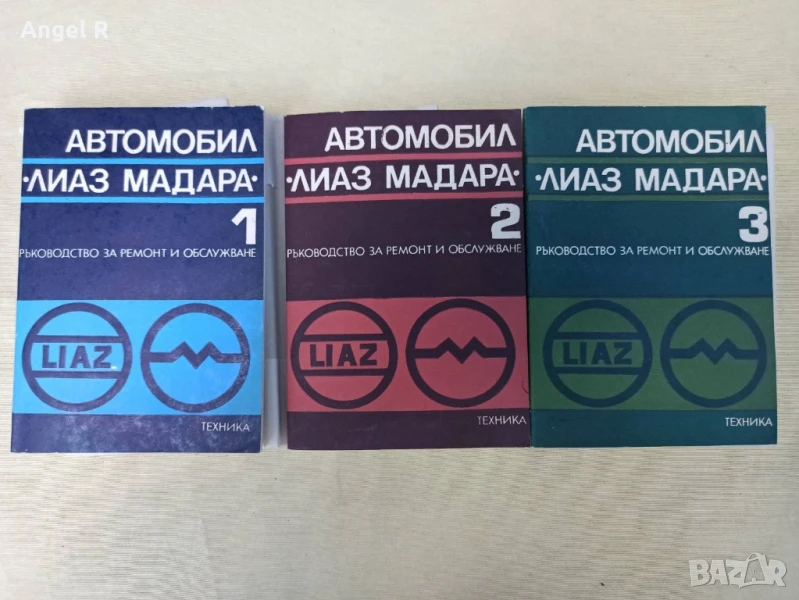 Angel R
АВТОМОБИЛ
·ЛИАЗ МАДАРА·
1
РЪКОВОДСТВО ЗА РЕМОНТ И ОБСЛУЖВАНЕ
LIAZ
ТЕХНИКА
АВТОМОБИЛ
·ЛИАЗ МАДАРА·
2
РЪКОВОДСТВО ЗА РЕМОНТ И ОБСЛУЖВАНЕ
LIAZ
ТЕХНИКА
АВТОМОБИЛ
·ЛИАЗ МАДАРА·
3
РЪКОВОДСТВО ЗА РЕМОНТ И ОБСЛУЖВАНЕ
LIAZ
ТЕХНИКА
BAZAR